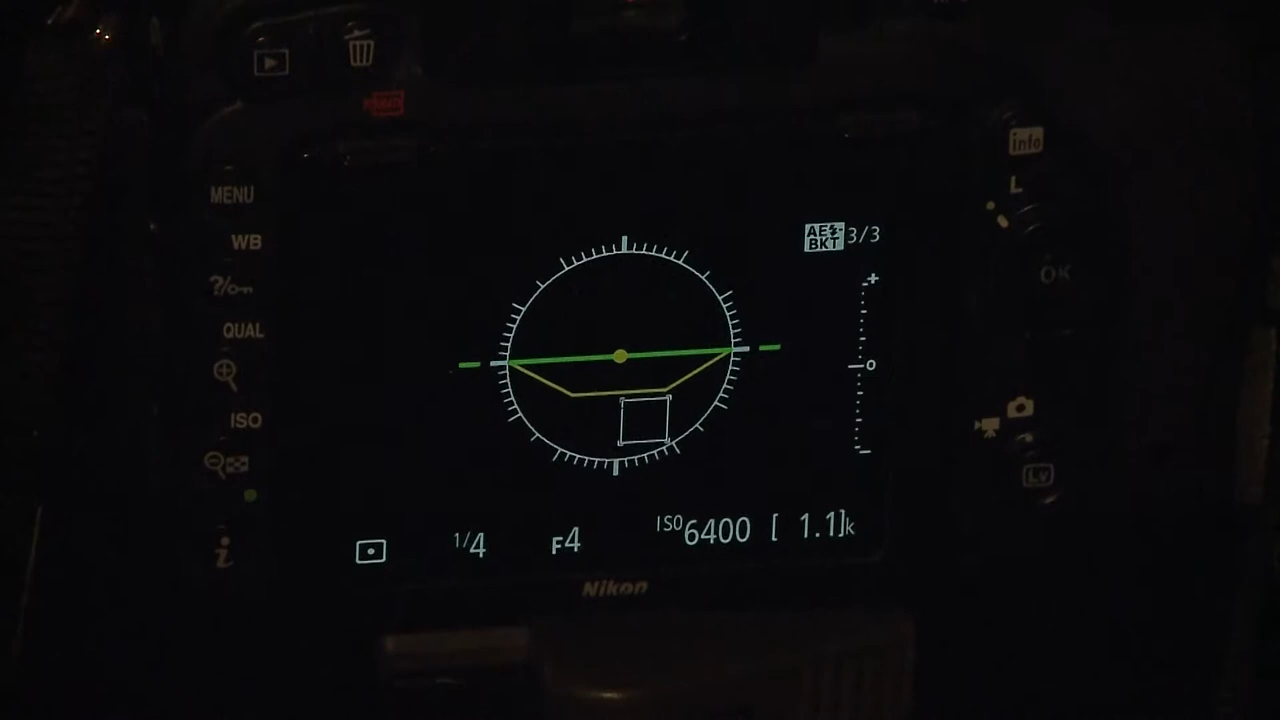 MENU
WB
?
QUAL
ISO
i
info
L
OK
Lv
AE
BKT 3/3
+
0
-
1/4 F4 ISO 6400 [ 1.1]k
Nikon